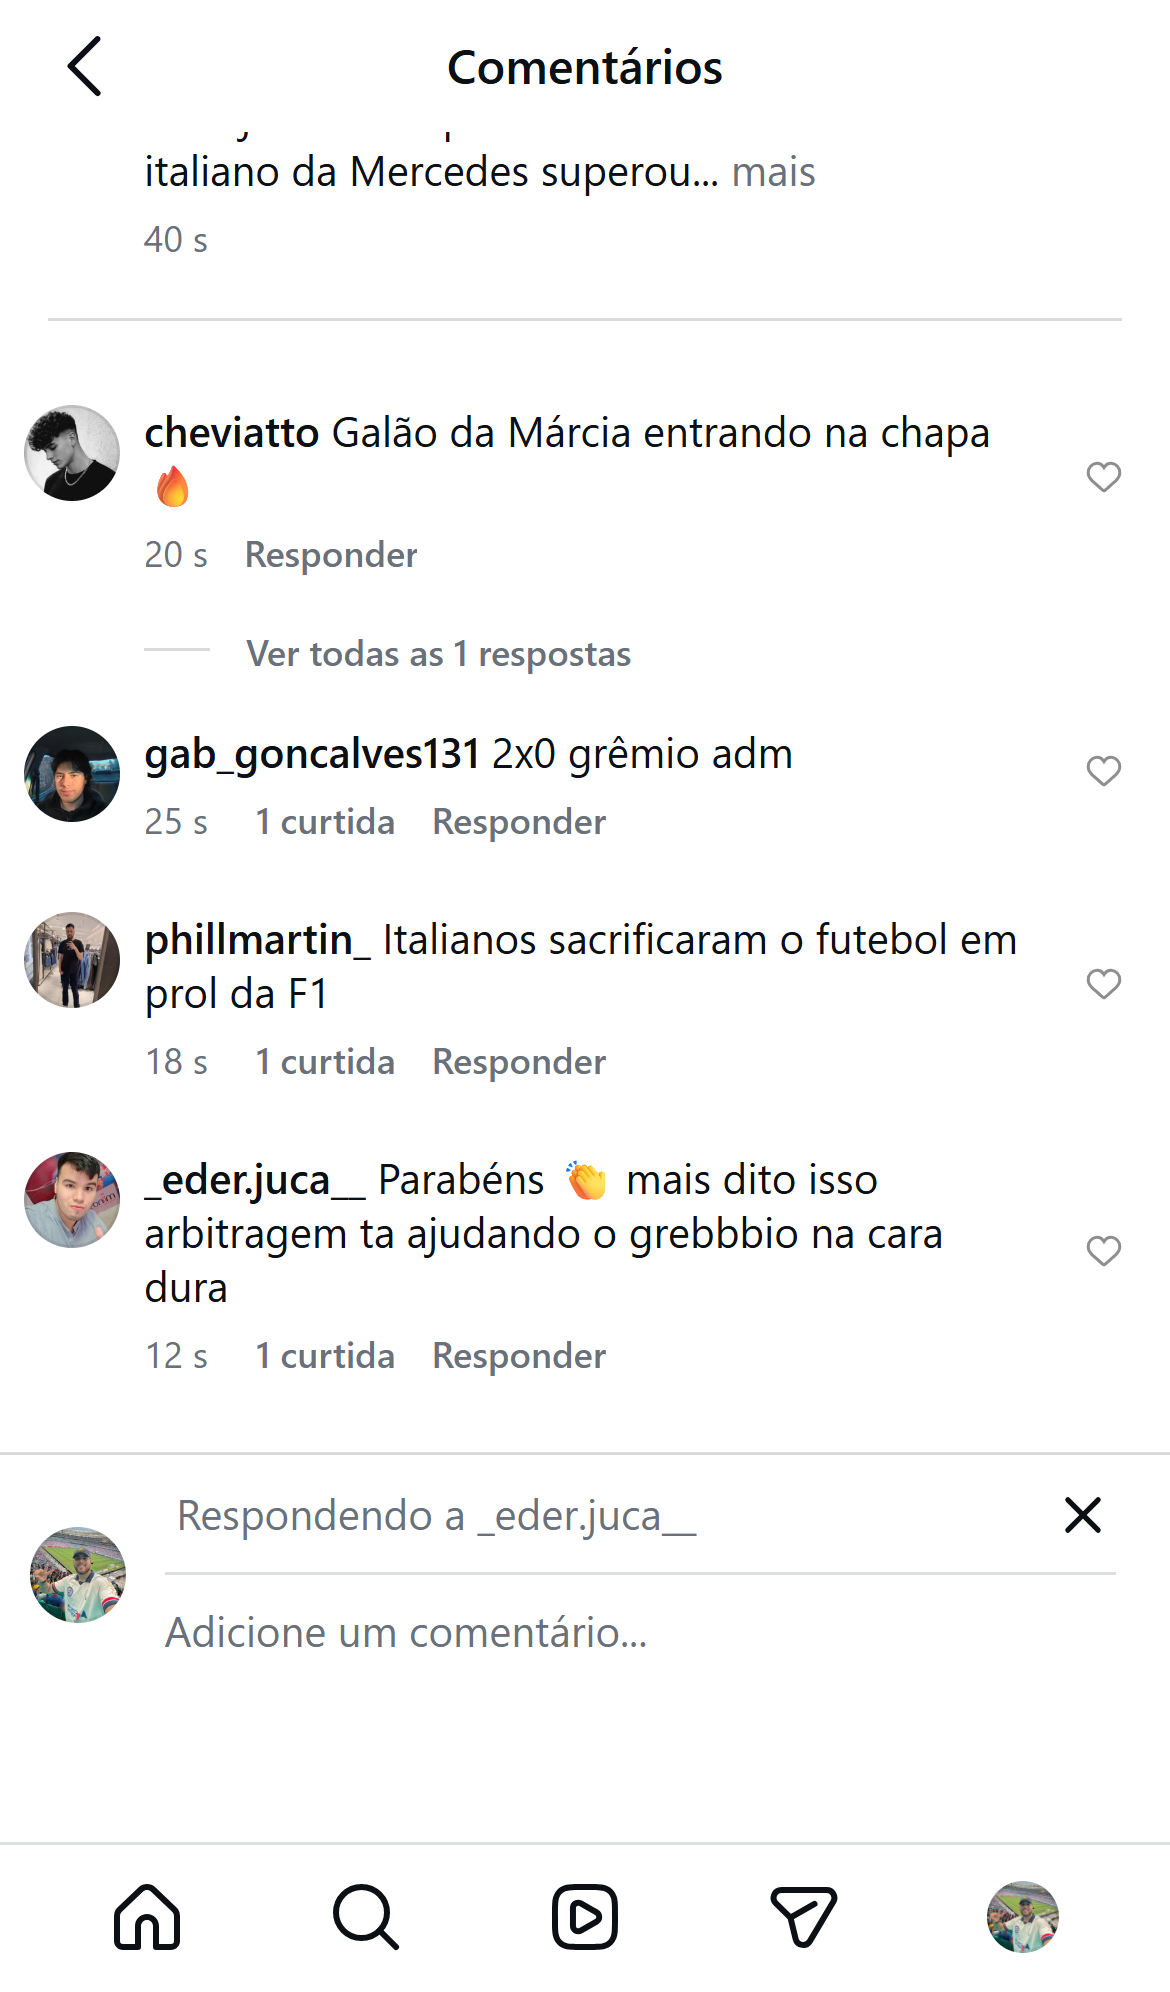 Comentários
italiano da Mercedes superou... mais
40 s
cheviatto Galão da Márcia entrando na chapa
🔥
20 s Responder
Ver todas as 1 respostas
gab_goncalves131 2x0 grêmio adm
25 s 1 curtida Responder
phillmartin_ Italianos sacrificaram o futebol em
prol da F1
18 s 1 curtida Responder
_eder.juca__ Parabéns 👏 mais dito isso
arbitragem ta ajudando o grebbbio na cara
dura
12 s 1 curtida Responder
Respondendo a _eder.juca__
Adicione um comentário...